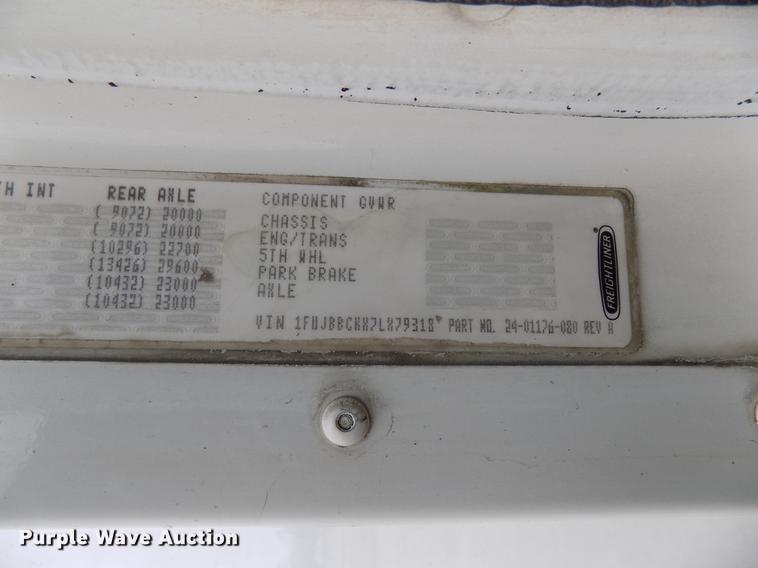 /H INT REAR AXLE COMPONENT GVWR
( 9072) 20000 CHASSIS
( 9072) 20000 ENG/TRANS
(10296) 22700 5TH WHL
(13426) 29600 PARK BRAKE
(10432) 23000 AXLE
(10432) 23000
VIN 1FUJBBCKX7LX79318 PART NO. 24-01176-080 REV A
FREIGHTLINER
Purple Wave Auction